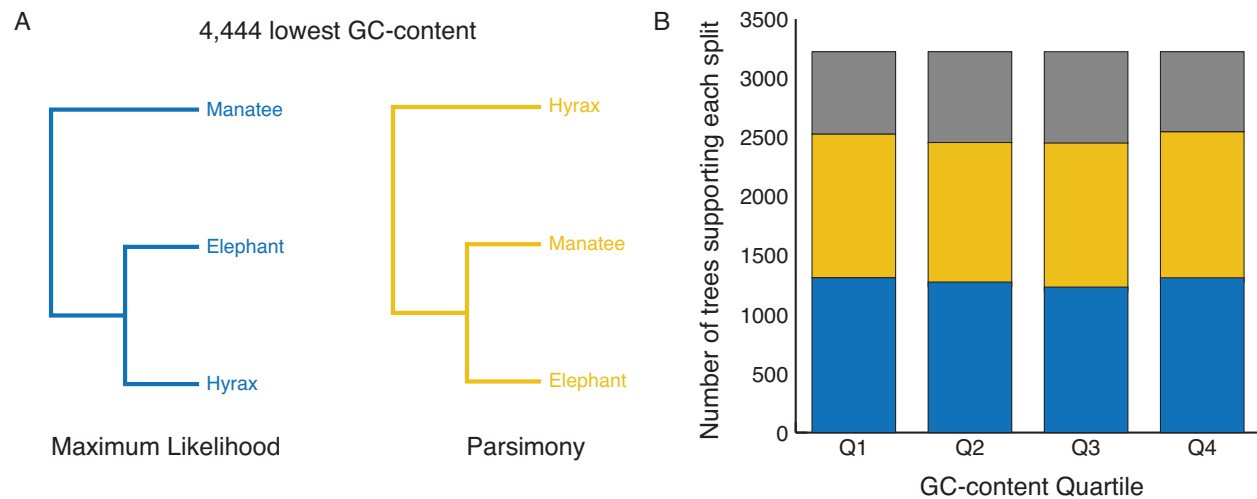 A
4,444 lowest GC-content
Manatee
Elephant
Hyrax
Maximum Likelihood
Hyrax
Manatee
Elephant
Parsimony
B
Number of trees supporting each split
3500
3000
2500
2000
1500
1000
500
0
Q1 Q2 Q3 Q4
GC-content Quartile